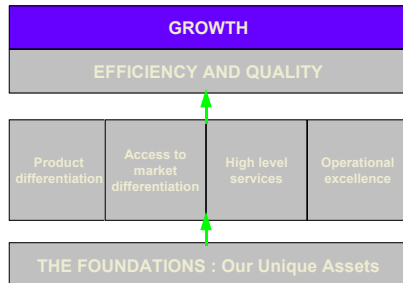 GROWTH
EFFICIENCY AND QUALITY
Product
differentiation
Access to
market
differentiation
High level
services
Operational
excellence
THE FOUNDATIONS : Our Unique Assets